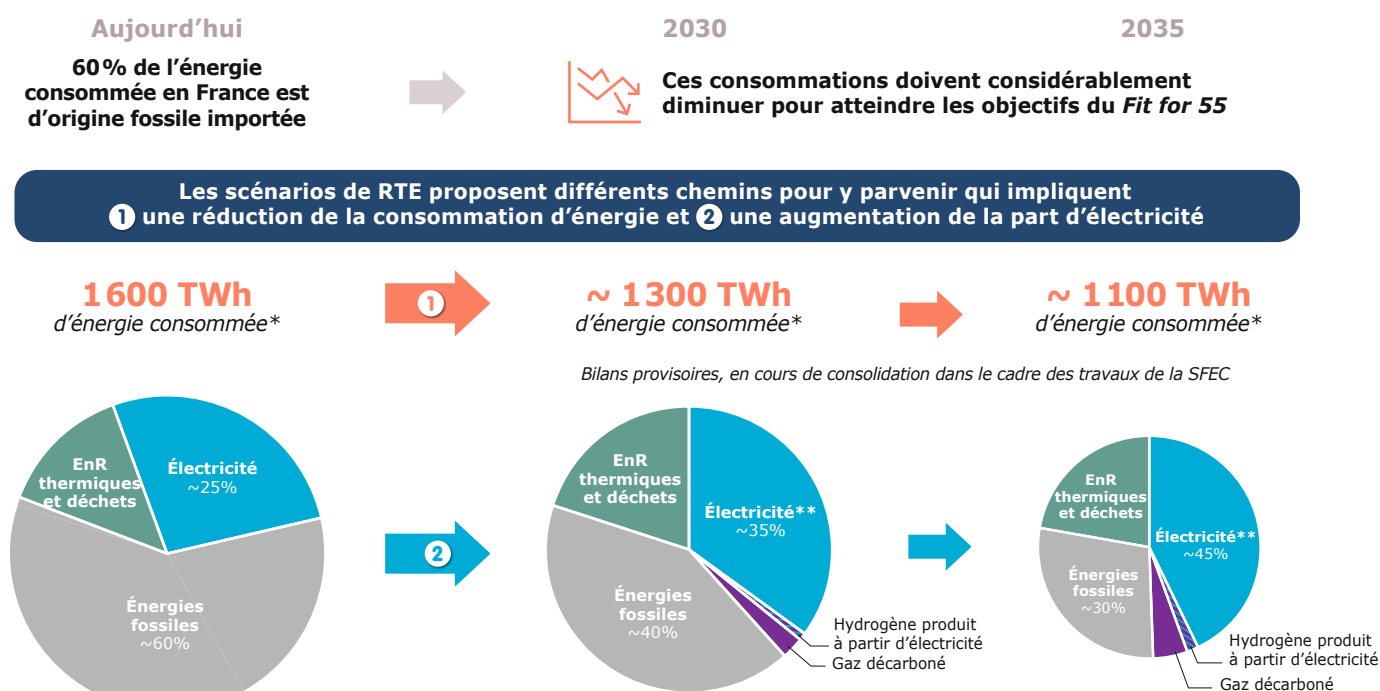 Aujourd'hui
2030
2035
60 % de l'énergie
consommée en France est
d'origine fossile importée
Ces consommations doivent considérablement
diminuer pour atteindre les objectifs du Fit for 55
Les scénarios de RTE proposent différents chemins pour y parvenir qui impliquent
1 une réduction de la consommation d'énergie et 2 une augmentation de la part d'électricité
1600 TWh
d'énergie consommée*
1
~ 1300 TWh
d'énergie consommée*
~ 1100 TWh
d'énergie consommée*
Bilans provisoires, en cours de consolidation dans le cadre des travaux de la SFEC
EnR
thermiques
et déchets
Électricité
~25%
Énergies
fossiles
~60%
2
EnR
thermiques
et déchets
Électricité**
~35%
Énergies
fossiles
~40%
Hydrogène produit
à partir d'électricité
Gaz décarboné
EnR
thermiques
et déchets
Électricité**
~45%
Énergies
fossiles
~30%
Hydrogène produit
à partir d'électricité
Gaz décarboné